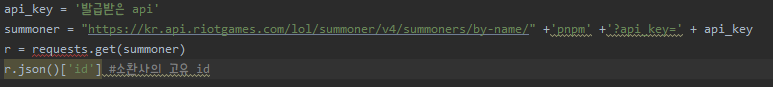 api_key = '발급받은 api'
summoner = "https://kr.api.riotgames.com/lol/summoner/v4/summoners/by-name/" +'pnpm' +'?api_key=' + api_key
r = requests.get(summoner)
r.json()['id'] #소환사의 고유 id